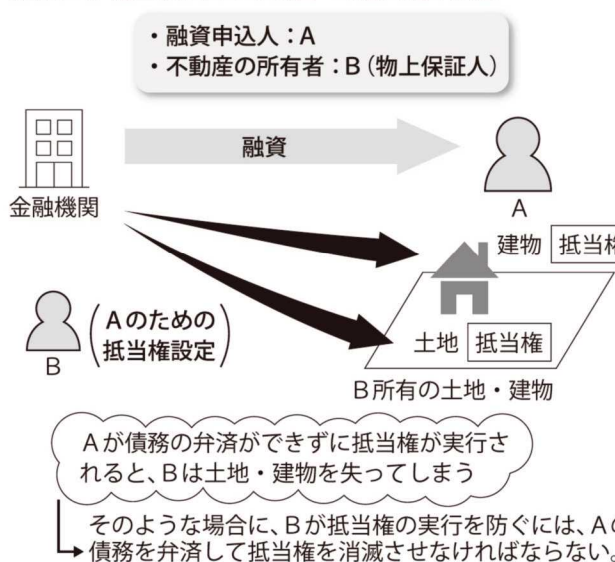 ・融資申込人：A
・不動産の所有者：B（物上保証人）
融資
金融機関
A
建物 抵当権
B
（Aのための
抵当権設定）
土地 抵当権
B所有の土地・建物
Aが債務の弁済ができずに抵当権が実行さ
れると、Bは土地・建物を失ってしまう
そのような場合に、Bが抵当権の実行を防ぐには、Aの
債務を弁済して抵当権を消滅させなければならない。